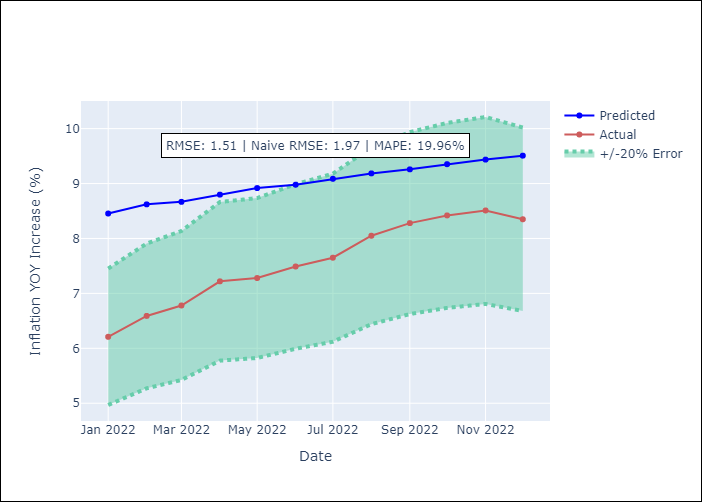 Predicted
Actual
+/-20% Error
RMSE: 1.51 | Naive RMSE: 1.97 | MAPE: 19.96%
10
9
8
7
6
5
Inflation YOY Increase (%)
Jan 2022 Mar 2022 May 2022 Jul 2022 Sep 2022 Nov 2022
Date